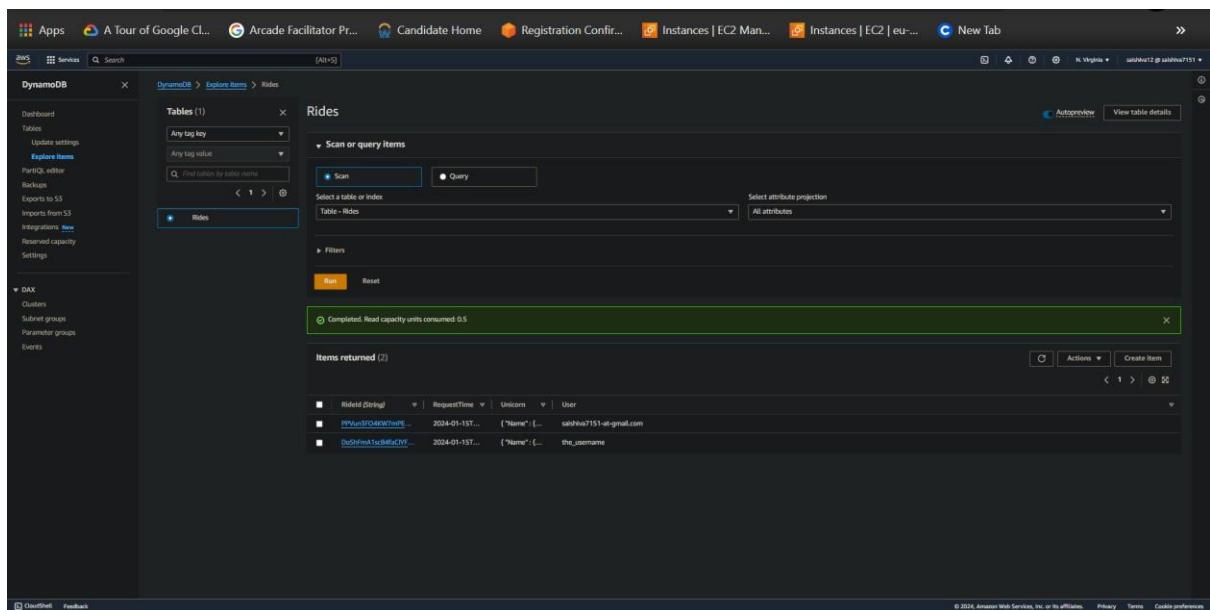 Apps A Tour of Google Cl... Arcade Facilitator Pr... Candidate Home Registration Confir... Instances | EC2 Man... Instances | EC2 | eu-... New Tab »
aws Services Search [Alt+S] N. Virginia saishiva12 @ saishiva7151
DynamoDB
Dashboard
Tables
Update settings
Explore items
PartiQL editor
Backups
Exports to S3
Imports from S3
Integrations New
Reserved capacity
Settings
DAX
Clusters
Subnet groups
Parameter groups
Events
DynamoDB > Explore items > Rides
Tables (1)
Any tag key
Any tag value
Find tables by table name
< 1 >
Rides
Rides
Autopreview View table details
Scan or query items
Scan Query
Select a table or index Select attribute projection
Table - Rides All attributes
Filters
Run Reset
Completed. Read capacity units consumed: 0.5
Items returned (2)
Actions Create item
< 1 >
RideId (String) RequestTime Unicorn User
2024-01-15T... { "Name" : {... saishiva7151-at-gmail.com
2024-01-15T... { "Name" : {... the_username
CloudShell Feedback © 2024, Amazon Web Services, Inc. or its affiliates. Privacy Terms Cookie preferences